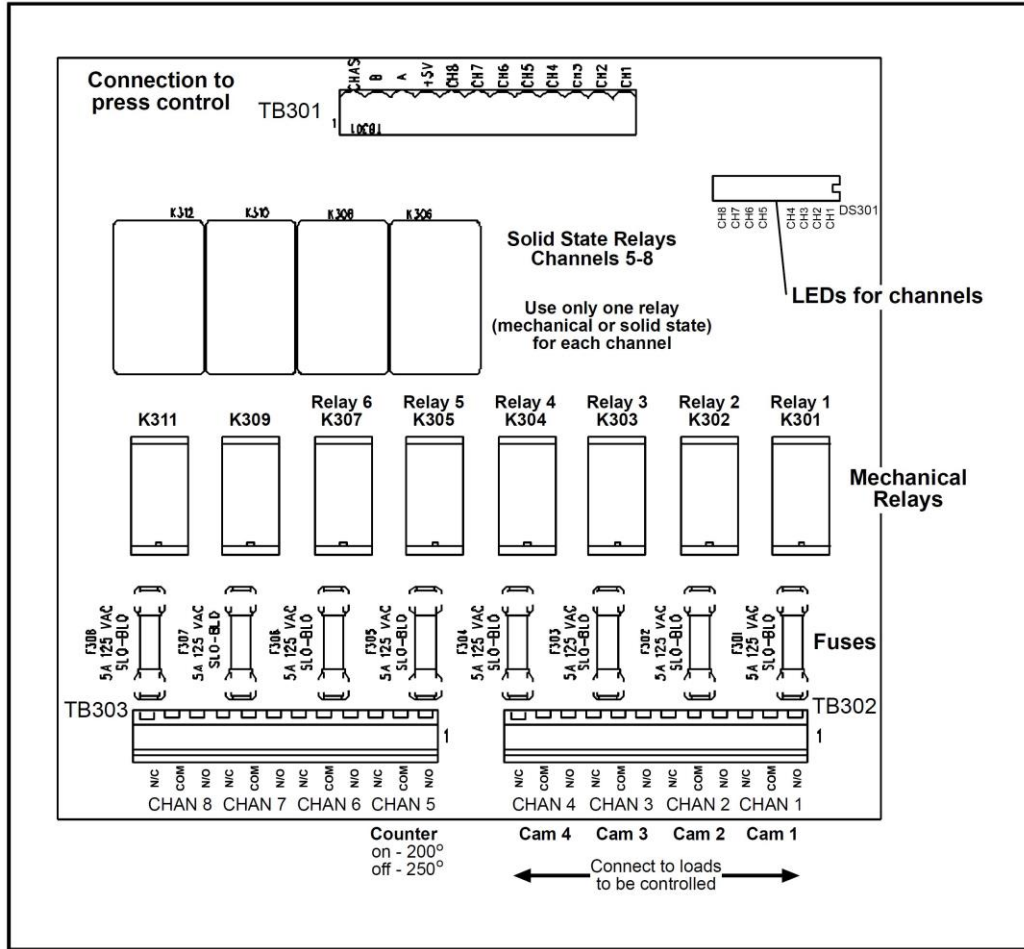 CHAS B A +5V CH8 CH7 CH6 CH5 CH4 CH3 CH2 CH1
Connection to
press control
TB301
1
TB301
CH8 CH7 CH6 CH5 CH4 CH3 CH2 CH1
DS301
K312 K310 K308 K306
Solid State Relays
Channels 5-8
LEDs for channels
Use only one relay
(mechanical or solid state)
for each channel
Relay 6 Relay 5 Relay 4 Relay 3 Relay 2 Relay 1
K311 K309 K307 K305 K304 K303 K302 K301
Mechanical
Relays
F308
5A 125 VAC
SLO-BLO
F307
5A 125 VAC
SLO-BLO
F306
5A 125 VAC
SLO-BLO
F305
5A 125 VAC
SLO-BLO
F304
5A 125 VAC
SLO-BLO
F303
5A 125 VAC
SLO-BLO
F302
5A 125 VAC
SLO-BLO
F301
5A 125 VAC
SLO-BLO
Fuses
TB303
1
TB302
1
N/C COM N/O N/C COM N/O N/C COM N/O N/C COM N/O
N/C COM N/O N/C COM N/O N/C COM N/O N/C COM N/O
CHAN 8 CHAN 7 CHAN 6 CHAN 5 CHAN 4 CHAN 3 CHAN 2 CHAN 1
Counter
on - 200°
off - 250°
Cam 4 Cam 3 Cam 2 Cam 1
Connect to loads
to be controlled